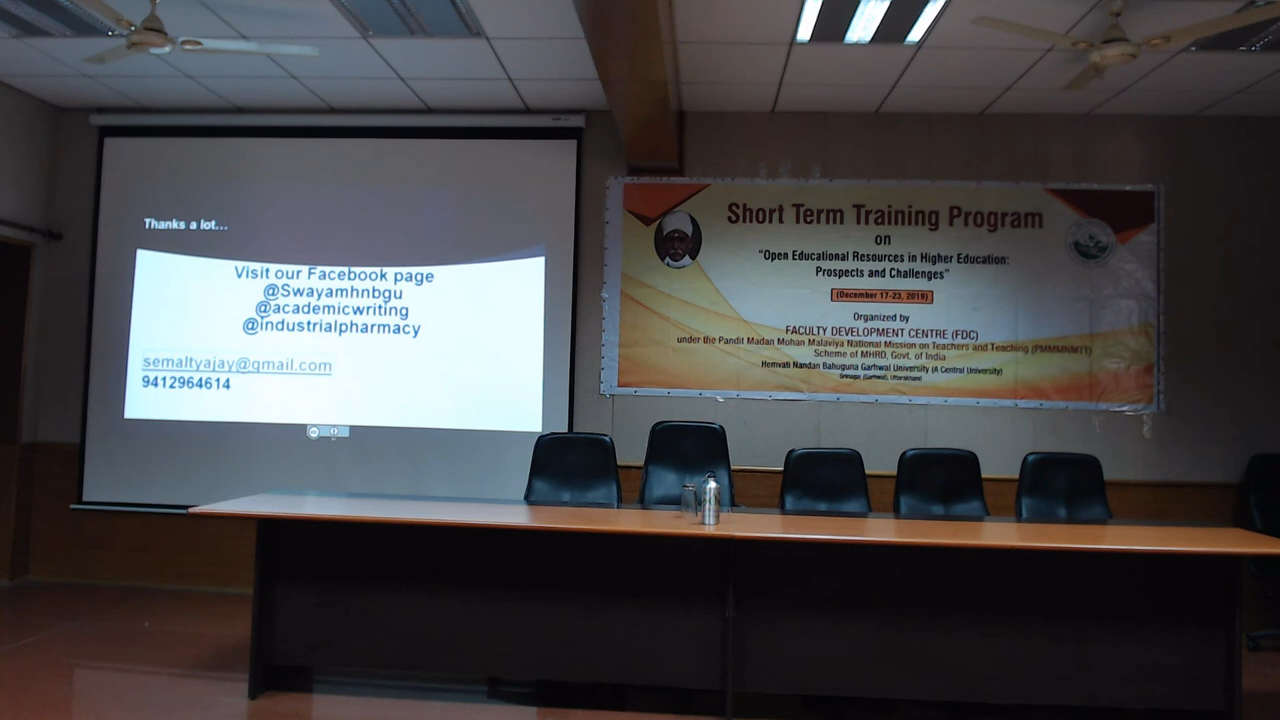 Thanks a lot...
Visit our Facebook page
@Swayamhnbgu
@academicwriting
@industrialpharmacy
semaltyajay@gmail.com
9412964614
Short Term Training Program
on
“Open Educational Resources in Higher Education:
Prospects and Challenges”
(December 17-23, 2019)
Organized by
FACULTY DEVELOPMENT CENTRE (FDC)
under the Pandit Madan Mohan Malaviya National Mission on Teachers and Teaching (PMMMNMTT)
Scheme of MHRD, Govt. of India
Hemvati Nandan Bahuguna Garhwal University (A Central University)
Srinagar (Garhwal), Uttarakhand